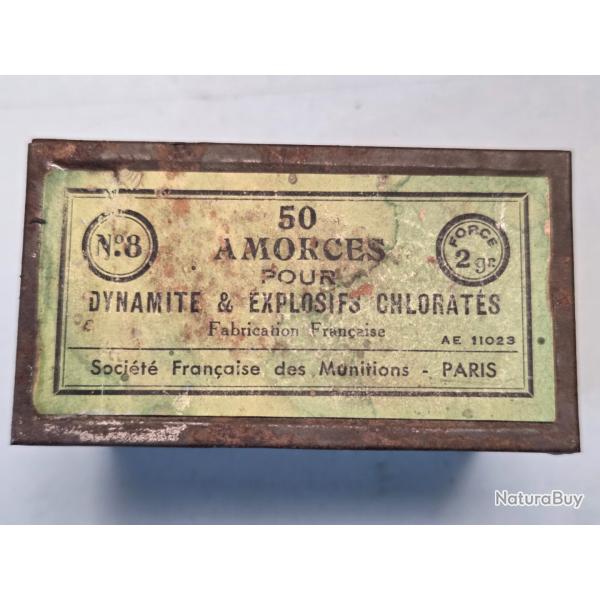 50
Nº8
AMORCES
FORCE
2 gr.
POUR
DYNAMITE & EXPLOSIFS CHLORATÉS
Fabrication Française
AE 11023
Société Française des Munitions - PARIS
NaturaBuy